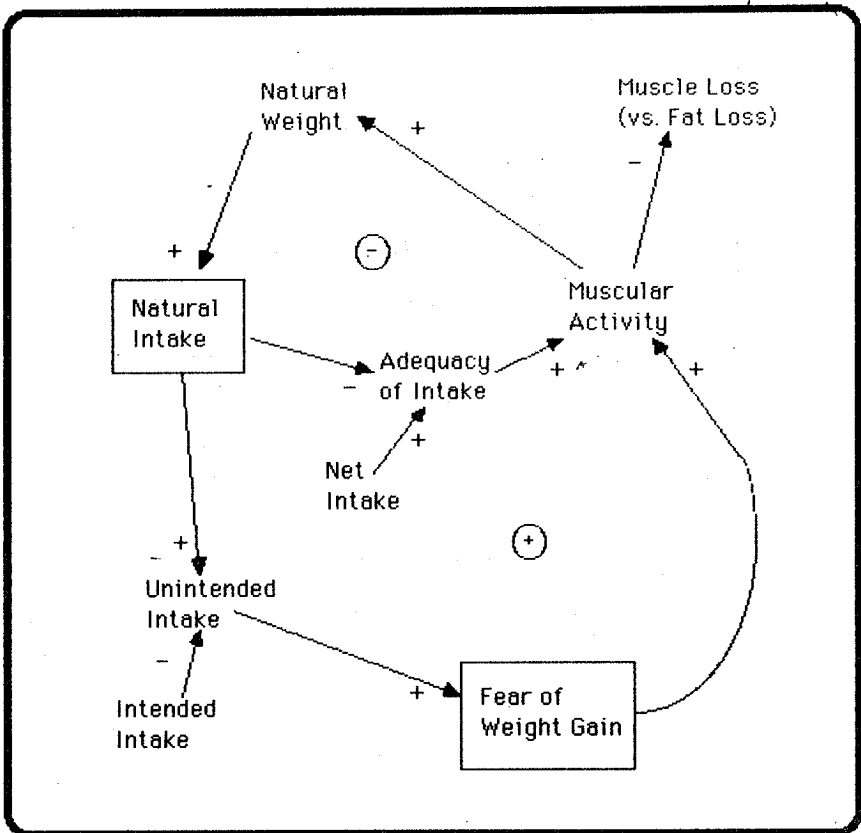 Natural
Weight
Muscle Loss
(vs. Fat Loss)
+
-
+
-
Muscular
Activity
Natural
Intake
Adequacy
of Intake
+
+
-
+
Net
Intake
+
+
-
Unintended
Intake
-
+
Fear of
Weight Gain
Intended
Intake